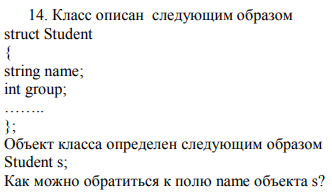 14. Класс описан следующим образом
struct Student
{
string name;
int group;
……..
};
Объект класса определен следующим образом
Student s;
Как можно обратиться к полю name объекта s?